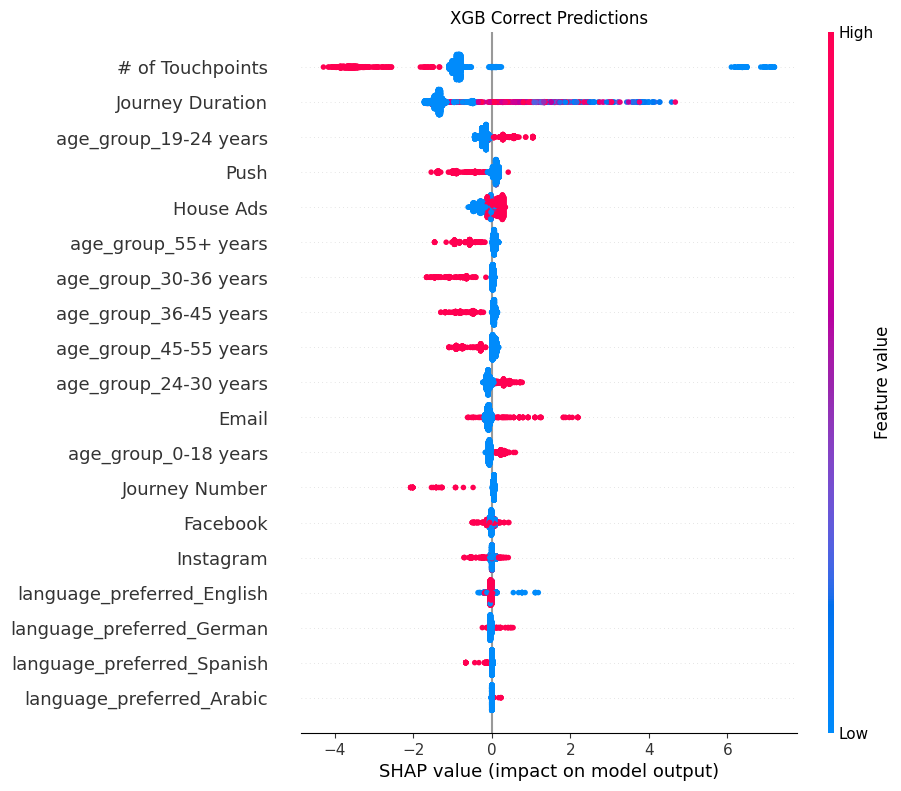 XGB Correct Predictions
High
# of Touchpoints
Journey Duration
age_group_19-24 years
Push
House Ads
age_group_55+ years
age_group_30-36 years
age_group_36-45 years
age_group_45-55 years
age_group_24-30 years
Email
age_group_0-18 years
Journey Number
Facebook
Instagram
language_preferred_English
language_preferred_German
language_preferred_Spanish
language_preferred_Arabic
Feature value
Low
−4 −2 0 2 4 6
SHAP value (impact on model output)